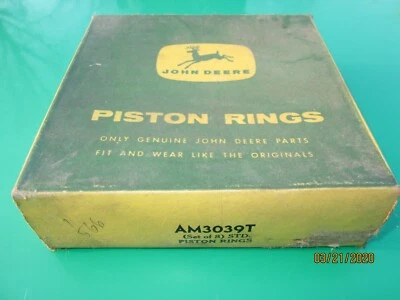 JOHN DEERE
PISTON RINGS
ONLY GENUINE JOHN DEERE PARTS
FIT AND WEAR LIKE THE ORIGINALS
AM3039T
(Set of 8) STD.
PISTON RINGS
03/21/2020